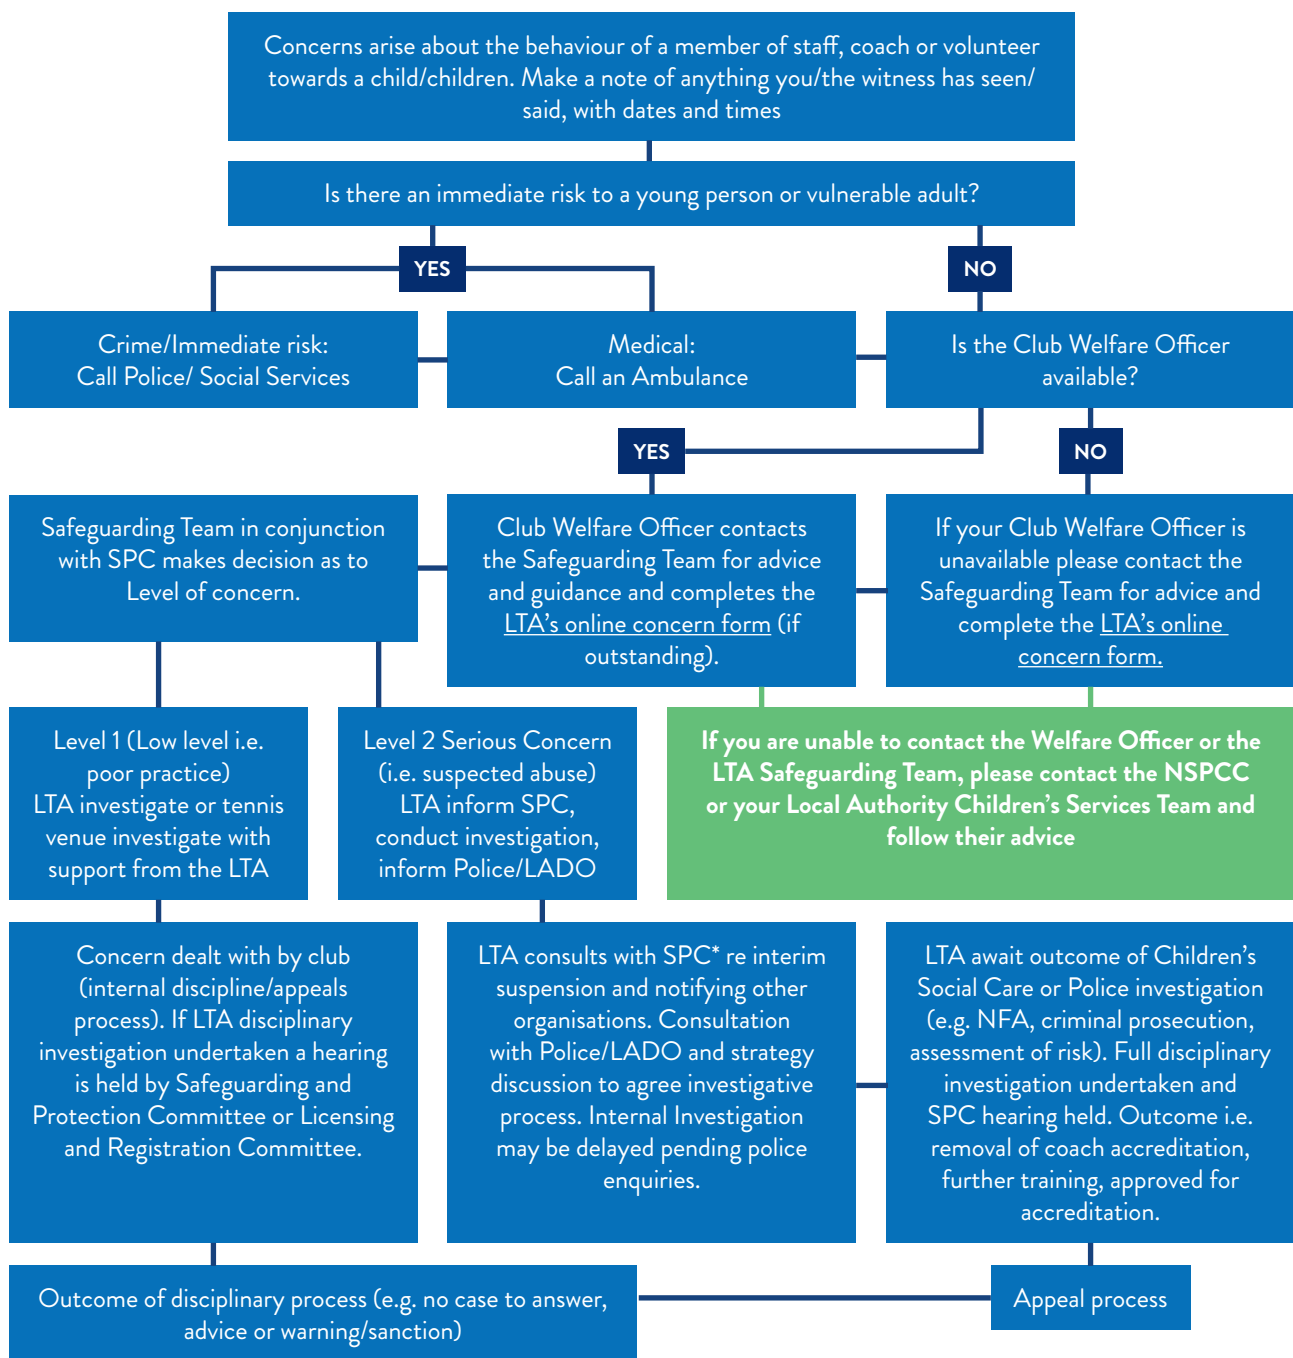 Concerns arise about the behaviour of a member of staff, coach or volunteer
towards a child/children. Make a note of anything you/the witness has seen/
said, with dates and times
Is there an immediate risk to a young person or vulnerable adult?
YES
NO
Crime/Immediate risk:
Call Police/ Social Services
Medical:
Call an Ambulance
Is the Club Welfare Officer
available?
YES
NO
Safeguarding Team in conjunction
with SPC makes decision as to
Level of concern.
Club Welfare Officer contacts
the Safeguarding Team for advice
and guidance and completes the
LTA's online concern form (if
outstanding).
If your Club Welfare Officer is
unavailable please contact the
Safeguarding Team for advice and
complete the LTA's online
concern form.
Level 1 (Low level i.e.
poor practice)
LTA investigate or tennis
venue investigate with
support from the LTA
Level 2 Serious Concern
(i.e. suspected abuse)
LTA inform SPC,
conduct investigation,
inform Police/LADO
If you are unable to contact the Welfare Officer or the
LTA Safeguarding Team, please contact the NSPCC
or your Local Authority Children's Services Team and
follow their advice
Concern dealt with by club
(internal discipline/appeals
process). If LTA disciplinary
investigation undertaken a hearing
is held by Safeguarding and
Protection Committee or Licensing
and Registration Committee.
LTA consults with SPC* re interim
suspension and notifying other
organisations. Consultation
with Police/LADO and strategy
discussion to agree investigative
process. Internal Investigation
may be delayed pending police
enquiries.
LTA await outcome of Children's
Social Care or Police investigation
(e.g. NFA, criminal prosecution,
assessment of risk). Full disciplinary
investigation undertaken and
SPC hearing held. Outcome i.e.
removal of coach accreditation,
further training, approved for
accreditation.
Outcome of disciplinary process (e.g. no case to answer,
advice or warning/sanction)
Appeal process